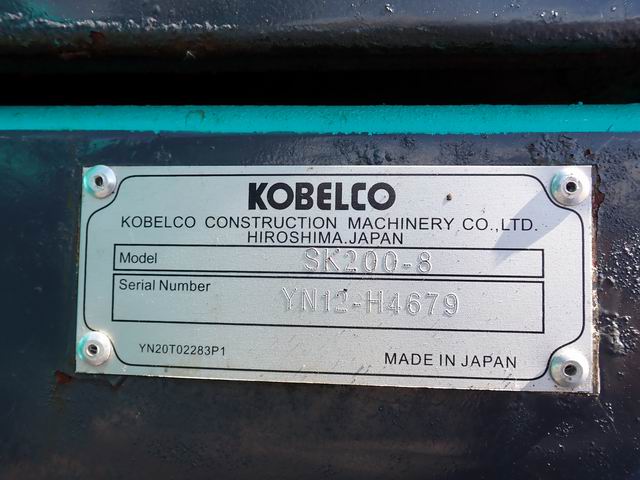 KOBELCO
KOBELCO CONSTRUCTION MACHINERY CO.,LTD.
HIROSHIMA.JAPAN
Model SK200-8
Serial Number YN12-H4679
YN20T02283P1
MADE IN JAPAN